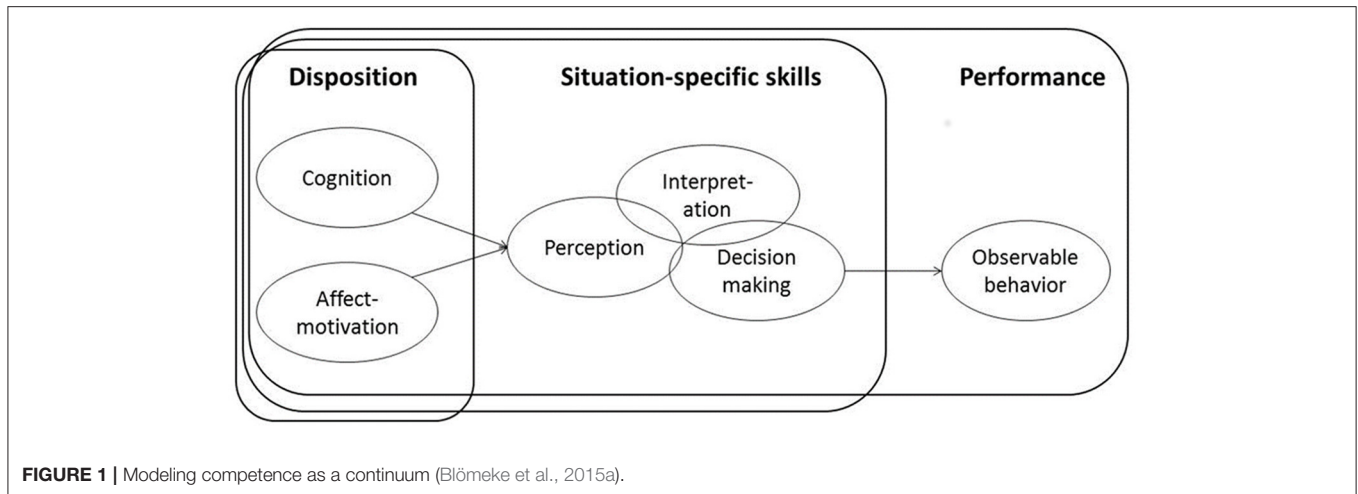 Disposition
Situation-specific skills
Performance
Cognition
Affect-
motivation
Perception
Interpret-
ation
Decision
making
Observable
behavior
FIGURE 1 | Modeling competence as a continuum (Blömeke et al., 2015a).